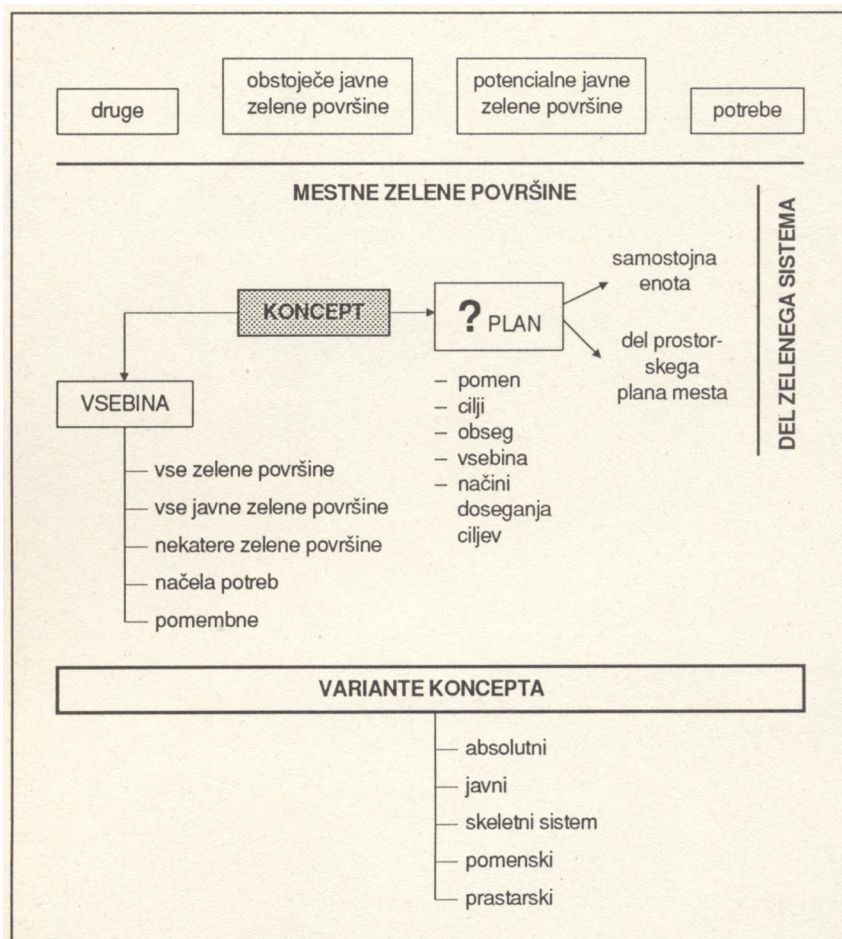 druge
obstoječe javne
zelene površine
potencialne javne
zelene površine
potrebe
MESTNE ZELENE POVRŠINE
DEL ZELENEGA SISTEMA
KONCEPT
? PLAN
samostojna
enota
del prostor-
skega
plana mesta
– pomen
– cilji
– obseg
– vsebina
– načini
doseganja
ciljev
VSEBINA
vse zelene površine
vse javne zelene površine
nekatere zelene površine
načela potreb
pomembne
VARIANTE KONCEPTA
absolutni
javni
skeletni sistem
pomenski
prastarski